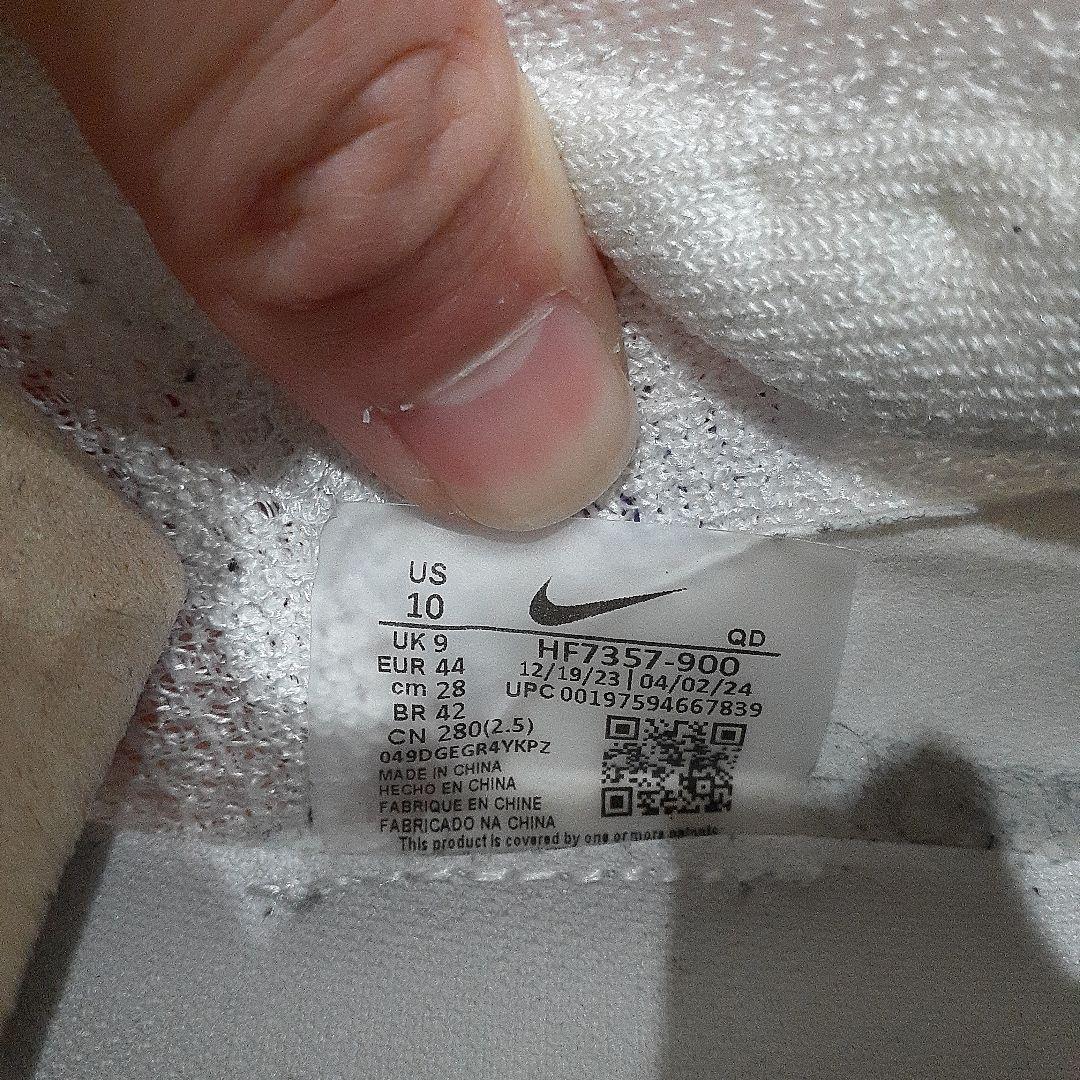 US
10
UK 9
EUR 44
cm 28
BR 42
CN 280(2.5)
049DGEGR4YKPZ
MADE IN CHINA
HECHO EN CHINA
FABRIQUE EN CHINE
FABRICADO NA CHINA
QD
HF7357-900
12/19/23 | 04/02/24
UPC 00197594667839
This product is covered by one or more patents